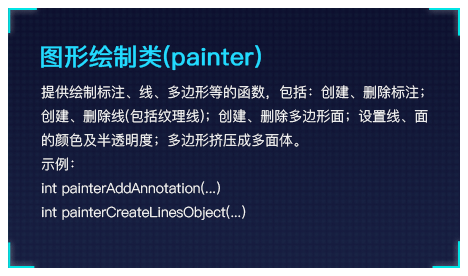 图形绘制类(painter)
提供绘制标注、线、多边形等的函数，包括：创建、删除标注；
创建、删除线(包括纹理线)；创建、删除多边形面；设置线、面
的颜色及半透明度；多边形挤压成多面体。
示例：
int painterAddAnnotation(...)
int painterCreateLinesObject(...)